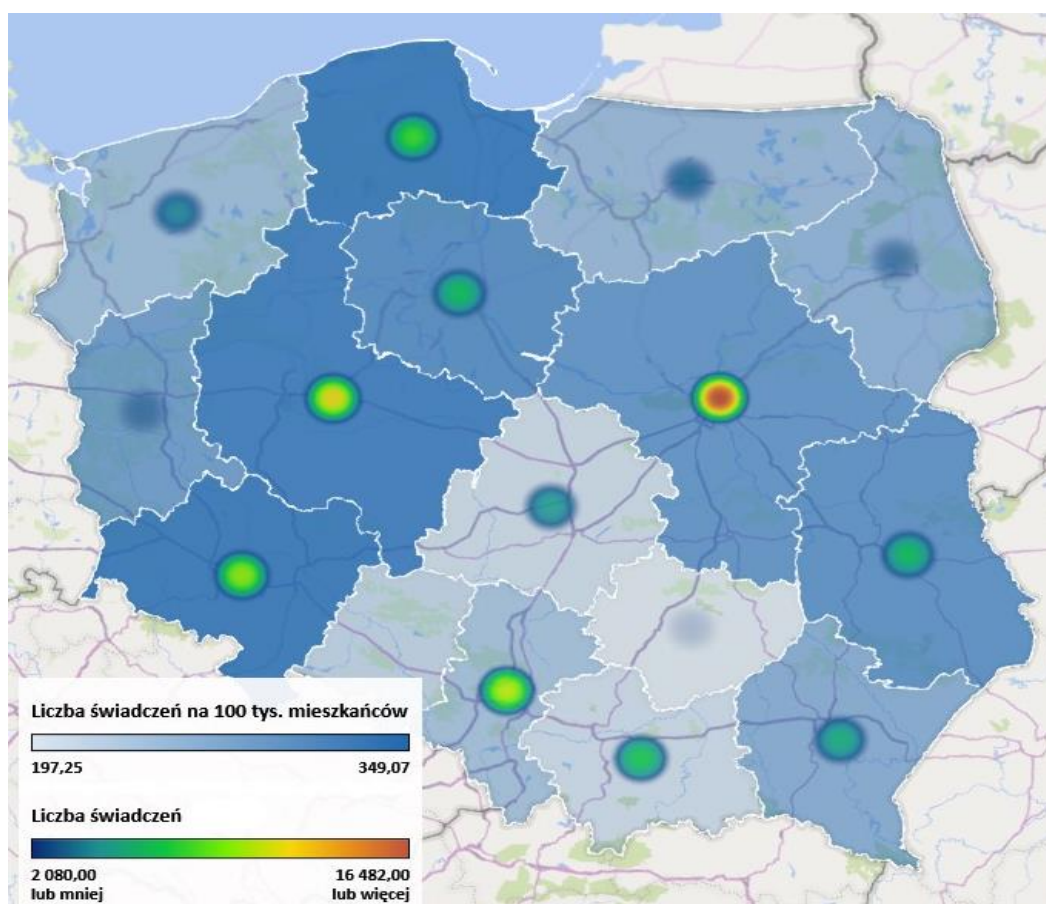 Liczba świadczeń na 100 tys. mieszkańców
197,25 349,07
Liczba świadczeń
2 080,00 16 482,00
lub mniej lub więcej